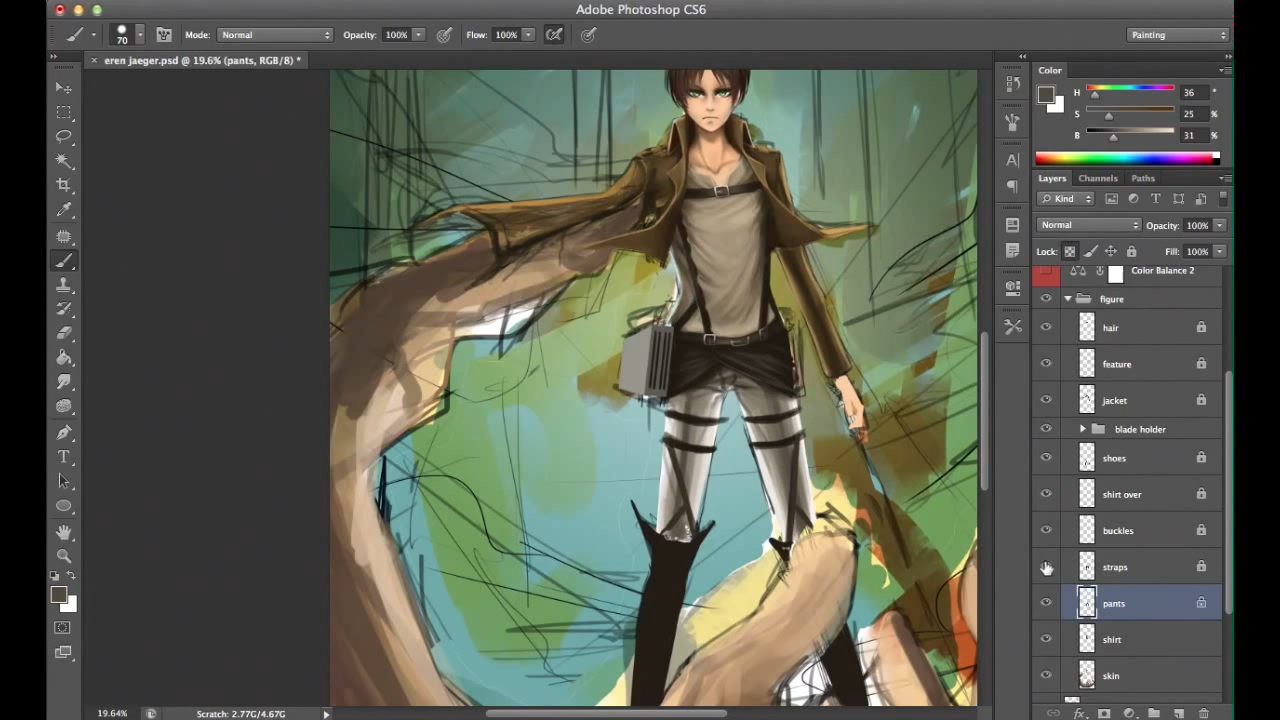 Adobe Photoshop CS6
70
Mode: Normal
Opacity: 100%
Flow: 100%
Painting
× eren jaeger.psd @ 19.6% (pants, RGB/8) *
Color
H 36 °
S 25 %
B 31 %
Layers Channels Paths
Kind
Normal
Opacity: 100%
Lock:
Fill: 100%
Color Balance 2
figure
hair
feature
jacket
blade holder
shoes
shirt over
buckles
straps
pants
shirt
skin
19.64%
Scratch: 2.77G/4.67G